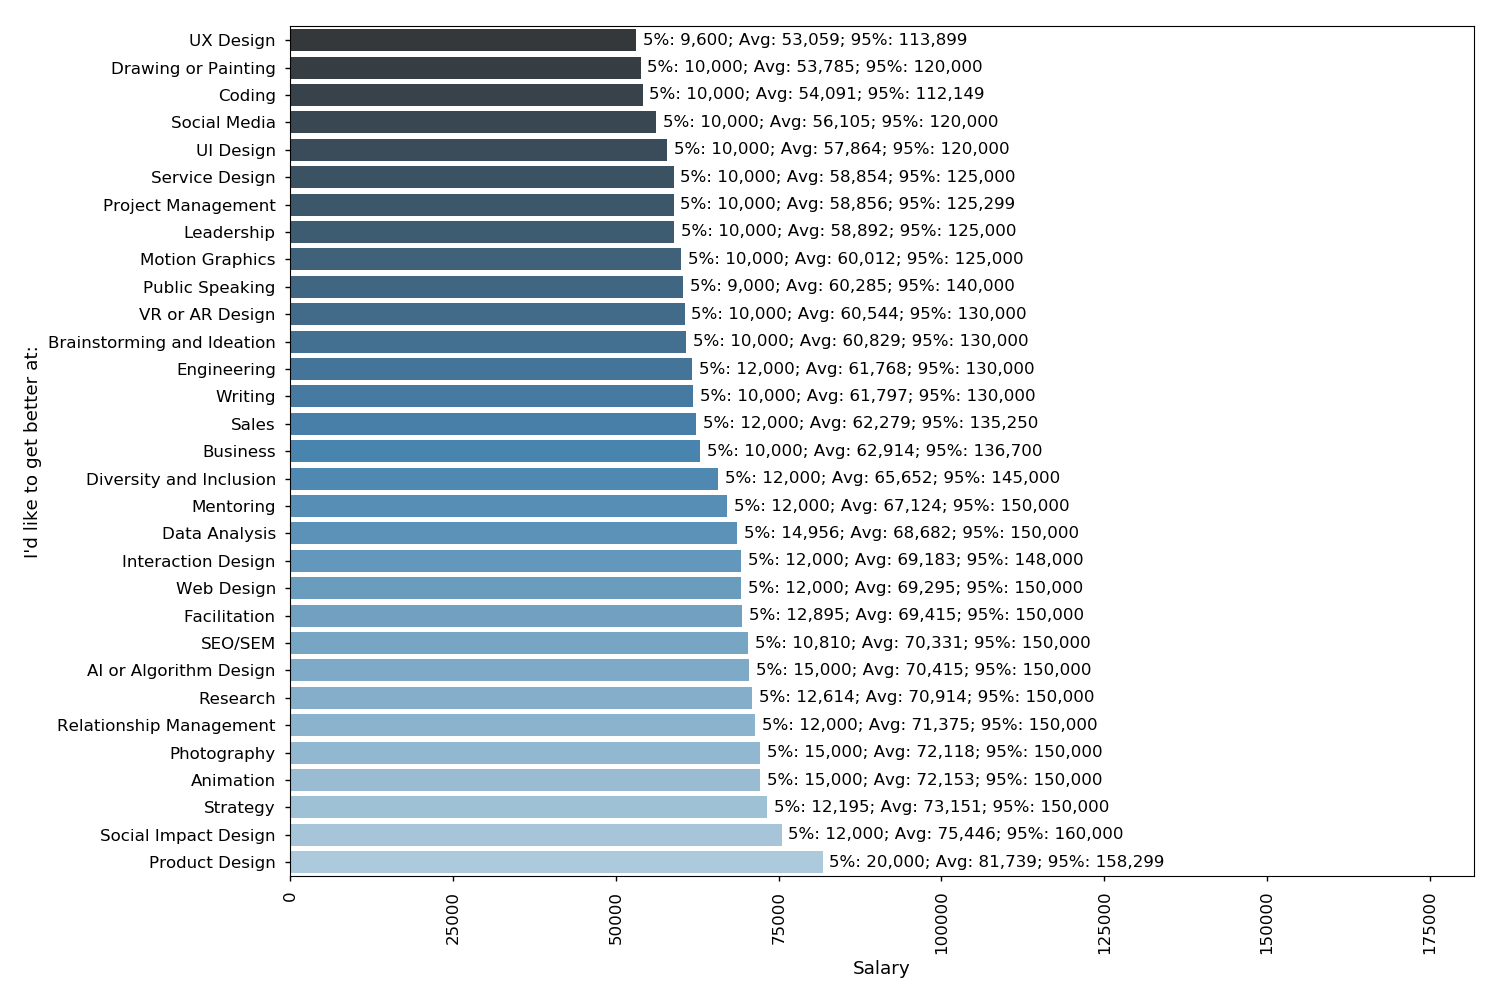 UX Design 5%: 9,600; Avg: 53,059; 95%: 113,899
Drawing or Painting 5%: 10,000; Avg: 53,785; 95%: 120,000
Coding 5%: 10,000; Avg: 54,091; 95%: 112,149
Social Media 5%: 10,000; Avg: 56,105; 95%: 120,000
UI Design 5%: 10,000; Avg: 57,864; 95%: 120,000
Service Design 5%: 10,000; Avg: 58,854; 95%: 125,000
Project Management 5%: 10,000; Avg: 58,856; 95%: 125,299
Leadership 5%: 10,000; Avg: 58,892; 95%: 125,000
Motion Graphics 5%: 10,000; Avg: 60,012; 95%: 125,000
Public Speaking 5%: 9,000; Avg: 60,285; 95%: 140,000
VR or AR Design 5%: 10,000; Avg: 60,544; 95%: 130,000
Brainstorming and Ideation 5%: 10,000; Avg: 60,829; 95%: 130,000
Engineering 5%: 12,000; Avg: 61,768; 95%: 130,000
Writing 5%: 10,000; Avg: 61,797; 95%: 130,000
Sales 5%: 12,000; Avg: 62,279; 95%: 135,250
Business 5%: 10,000; Avg: 62,914; 95%: 136,700
Diversity and Inclusion 5%: 12,000; Avg: 65,652; 95%: 145,000
Mentoring 5%: 12,000; Avg: 67,124; 95%: 150,000
Data Analysis 5%: 14,956; Avg: 68,682; 95%: 150,000
Interaction Design 5%: 12,000; Avg: 69,183; 95%: 148,000
Web Design 5%: 12,000; Avg: 69,295; 95%: 150,000
Facilitation 5%: 12,895; Avg: 69,415; 95%: 150,000
SEO/SEM 5%: 10,810; Avg: 70,331; 95%: 150,000
AI or Algorithm Design 5%: 15,000; Avg: 70,415; 95%: 150,000
Research 5%: 12,614; Avg: 70,914; 95%: 150,000
Relationship Management 5%: 12,000; Avg: 71,375; 95%: 150,000
Photography 5%: 15,000; Avg: 72,118; 95%: 150,000
Animation 5%: 15,000; Avg: 72,153; 95%: 150,000
Strategy 5%: 12,195; Avg: 73,151; 95%: 150,000
Social Impact Design 5%: 12,000; Avg: 75,446; 95%: 160,000
Product Design 5%: 20,000; Avg: 81,739; 95%: 158,299
I'd like to get better at:
0 25000 50000 75000 100000 125000 150000 175000
Salary